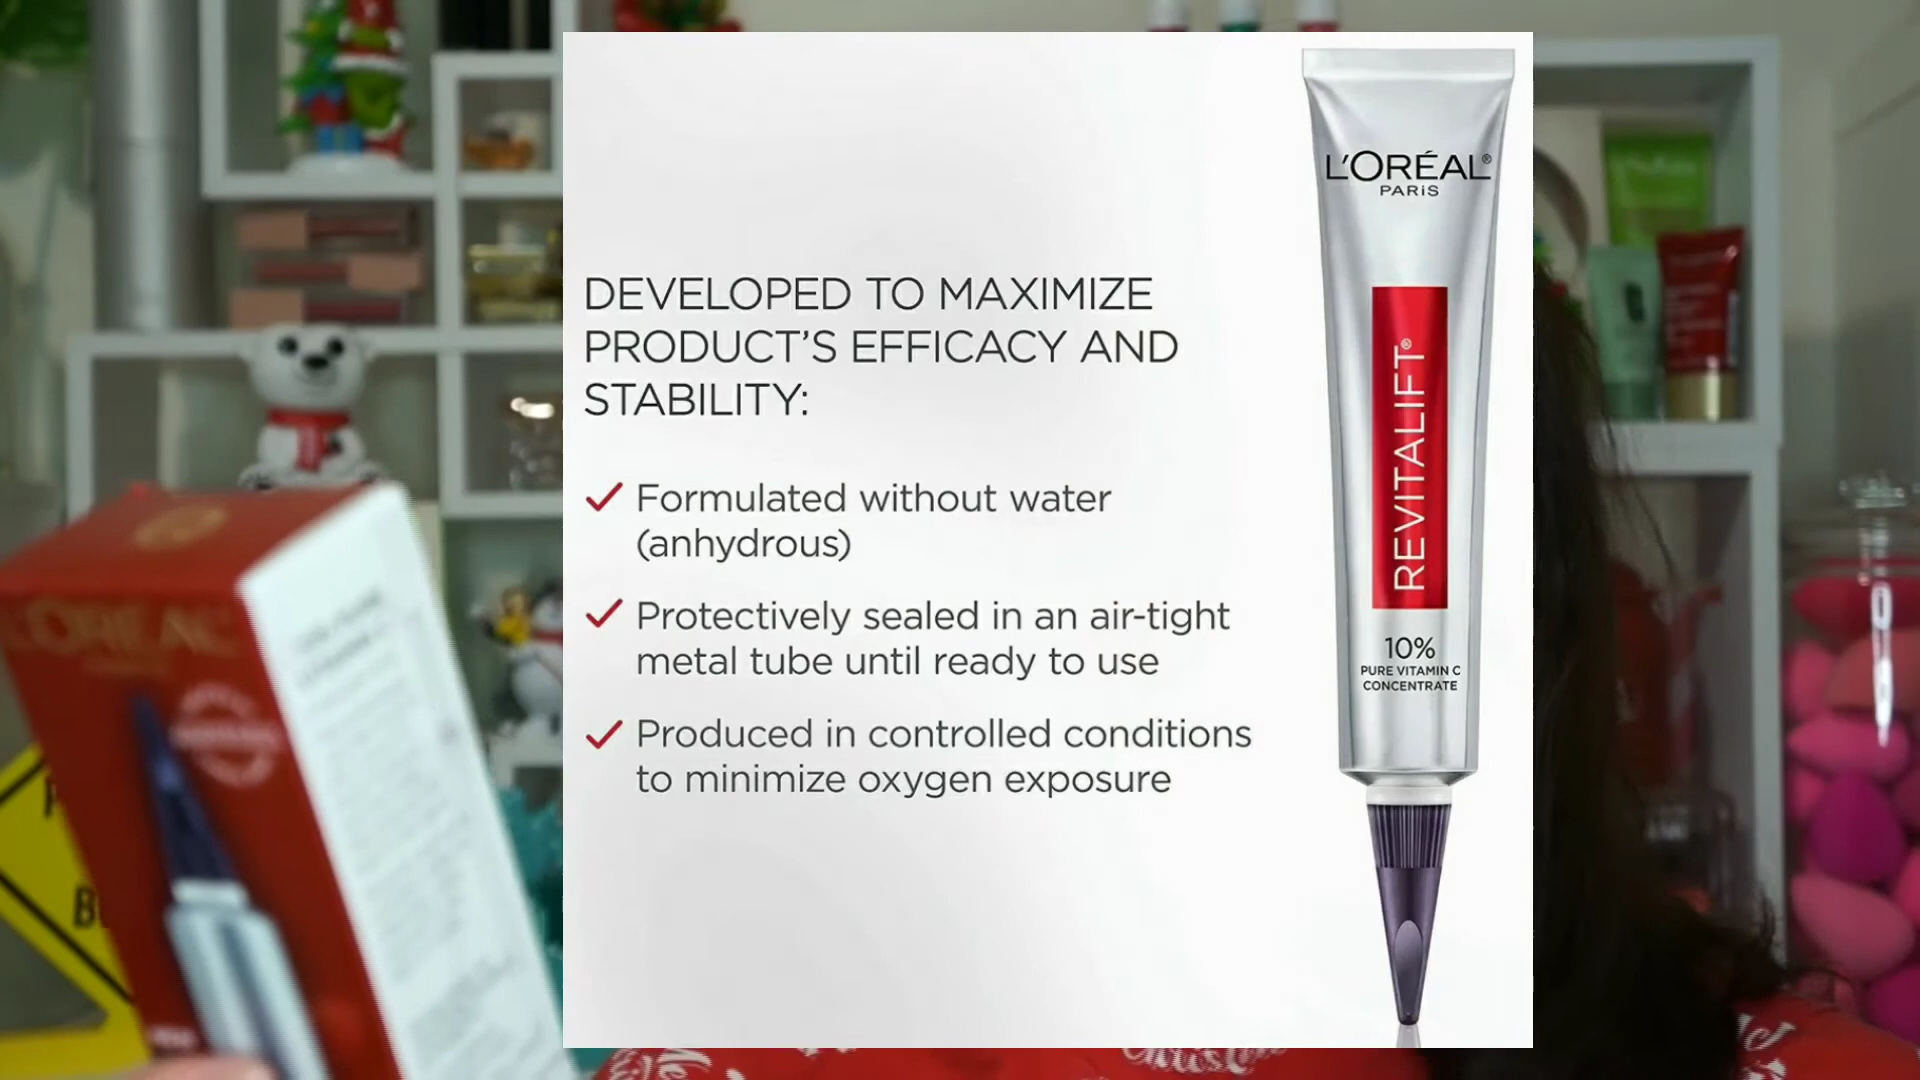 DEVELOPED TO MAXIMIZE
PRODUCT'S EFFICACY AND
STABILITY:
Formulated without water
(anhydrous)
Protectively sealed in an air-tight
metal tube until ready to use
Produced in controlled conditions
to minimize oxygen exposure
L'ORÉAL®
PARiS
REVITALIFT®
10%
PURE VITAMIN C
CONCENTRATE
L'ORÉAL